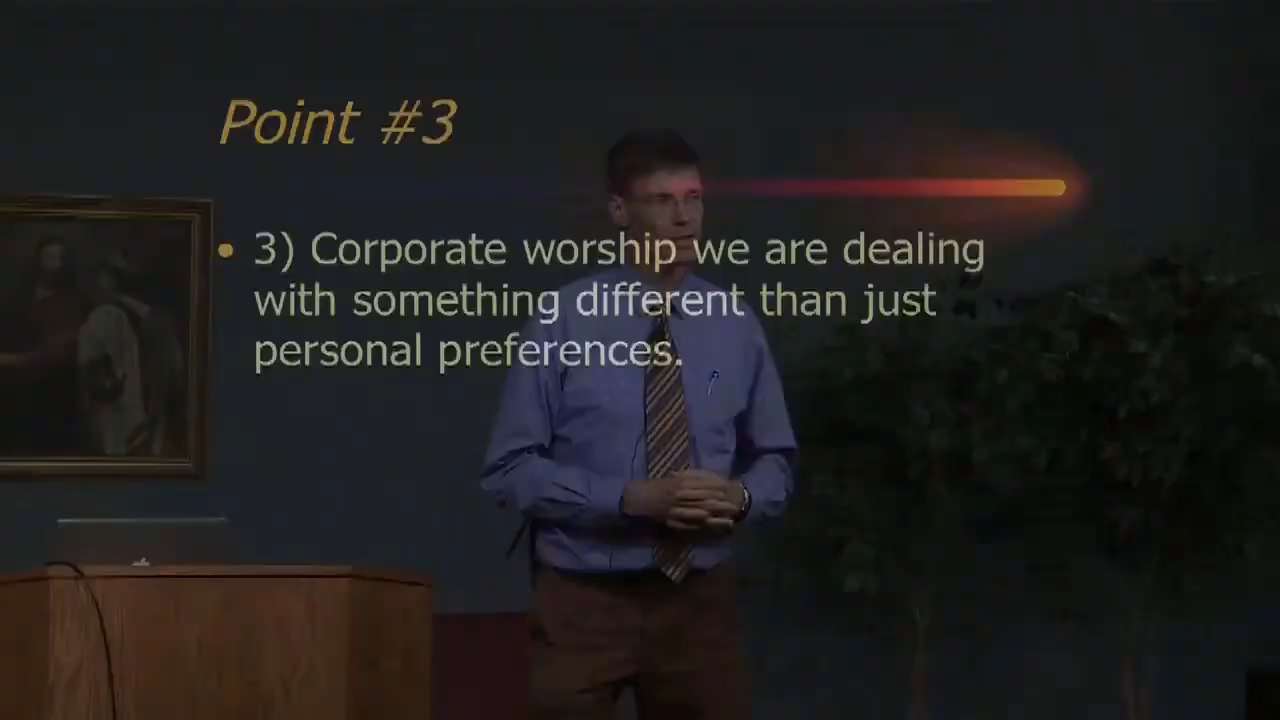 Point #3
• 3) Corporate worship we are dealing
with something different than just
personal preferences.